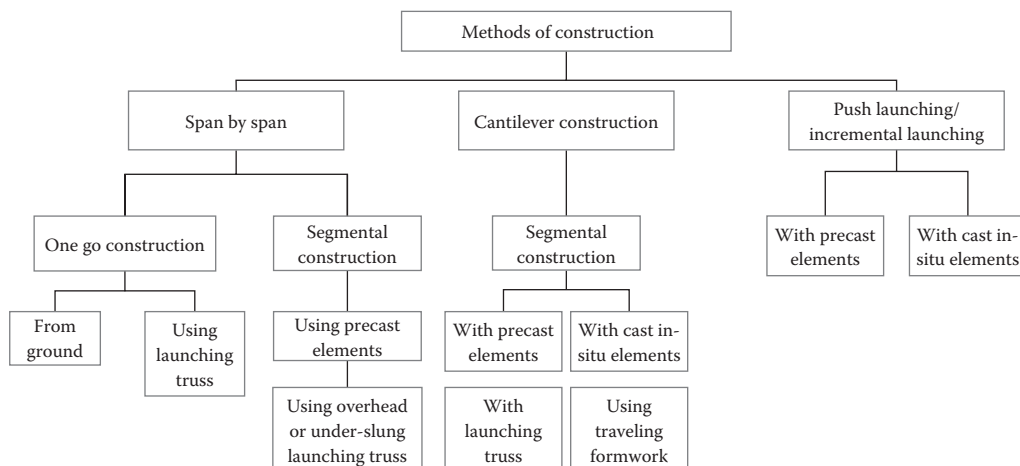 Methods of construction
Span by span
Cantilever construction
Push launching/
incremental launching
One go construction
Segmental
construction
Segmental
construction
With precast
elements
With cast in-
situ elements
From
ground
Using
launching
truss
Using precast
elements
With precast
elements
With cast in-
situ elements
Using overhead
or under-slung
launching truss
With
launching
truss
Using
traveling
formwork